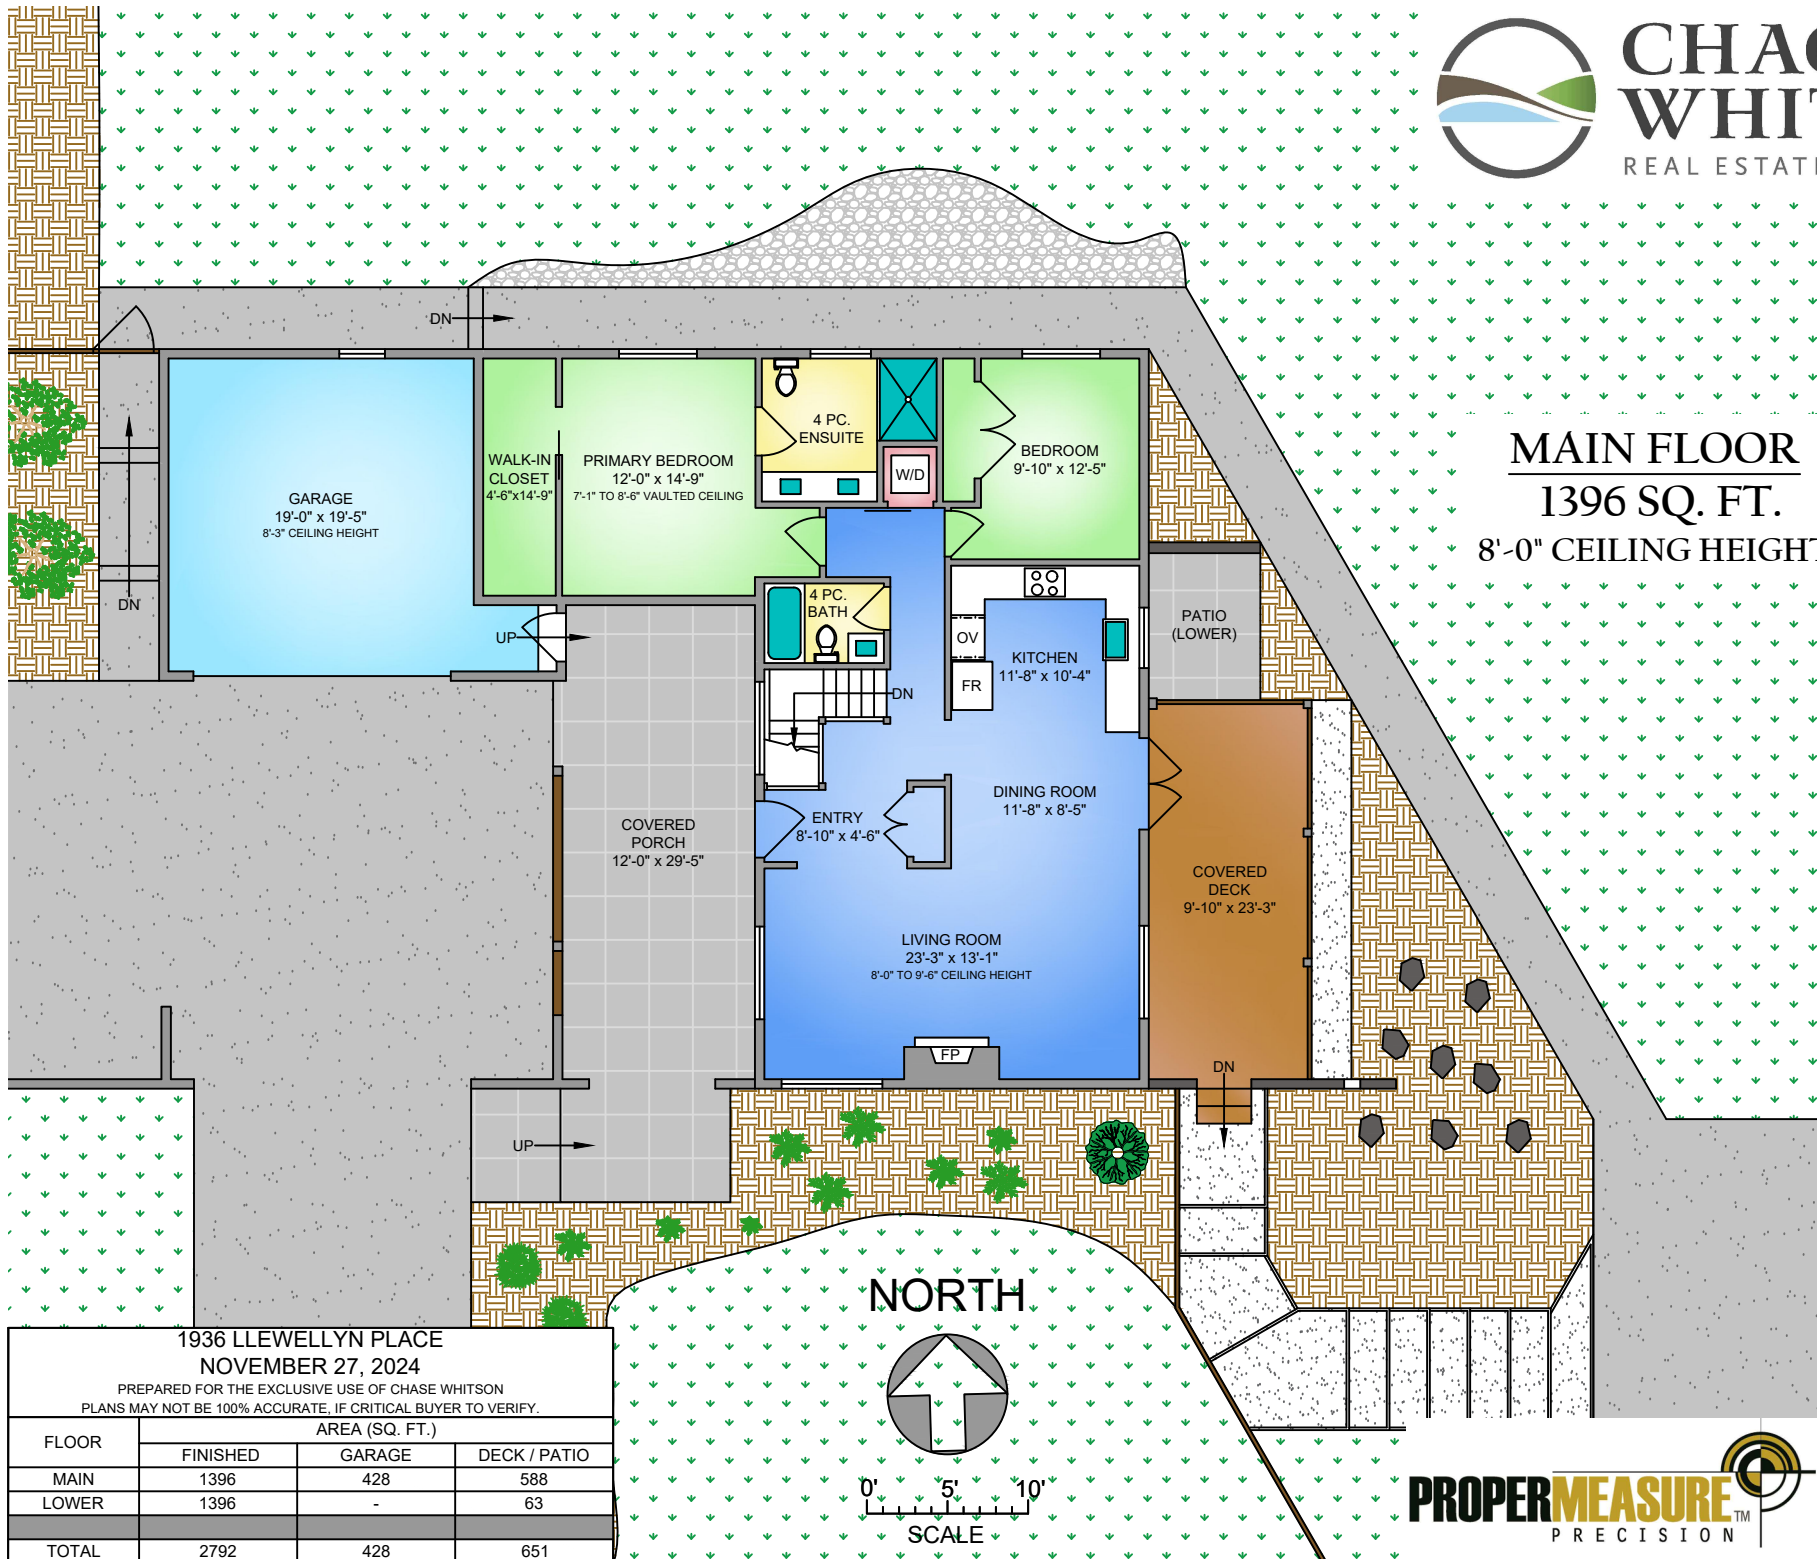 CHA
WHIT
REAL ESTAT
MAIN FLOOR
1396 SQ. FT.
8'-0" CEILING HEIGHT
DN
GARAGE
19'-0" x 19'-5"
8'-3" CEILING HEIGHT
WALK-IN
CLOSET
4'-6"x14'-9"
PRIMARY BEDROOM
12'-0" x 14'-9"
7'-1" TO 8'-6" VAULTED CEILING
4 PC.
ENSUITE
W/D
BEDROOM
9'-10" x 12'-5"
DN
UP
4 PC.
BATH
OV
FR
KITCHEN
11'-8" x 10'-4"
PATIO
(LOWER)
DN
COVERED
PORCH
12'-0" x 29'-5"
ENTRY
8'-10" x 4'-6"
DINING ROOM
11'-8" x 8'-5"
COVERED
DECK
9'-10" x 23'-3"
LIVING ROOM
23'-3" x 13'-1"
8'-0" TO 9'-6" CEILING HEIGHT
FP
DN
UP
NORTH
0' 5' 10'
SCALE
1936 LLEWELLYN PLACE
NOVEMBER 27, 2024
PREPARED FOR THE EXCLUSIVE USE OF CHASE WHITSON
PLANS MAY NOT BE 100% ACCURATE, IF CRITICAL BUYER TO VERIFY.
FLOOR AREA (SQ. FT.)
FINISHED GARAGE DECK / PATIO
MAIN 1396 428 588
LOWER 1396 - 63
TOTAL 2792 428 651
PROPERMEASURE™
PRECISION